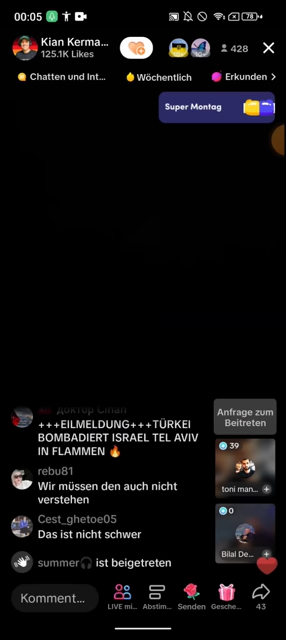 00:05
78
Kian Kerma...
125.1K Likes
428
Chatten und Int...
Wöchentlich
Erkunden >
Super Montag
доктор Cihan
+++EILMELDUNG+++TÜRKEI
BOMBADIERT ISRAEL TEL AVIV
IN FLAMMEN 🔥
Anfrage zum
Beitreten
39
toni man...
rebu81
Wir müssen den auch nicht
verstehen
Cest_ghetoe05
Das ist nicht schwer
0
Bilal De...
summer🎧 ist beigetreten
Komment...
LIVE mi...
Abstim...
Senden
Gesche...
43